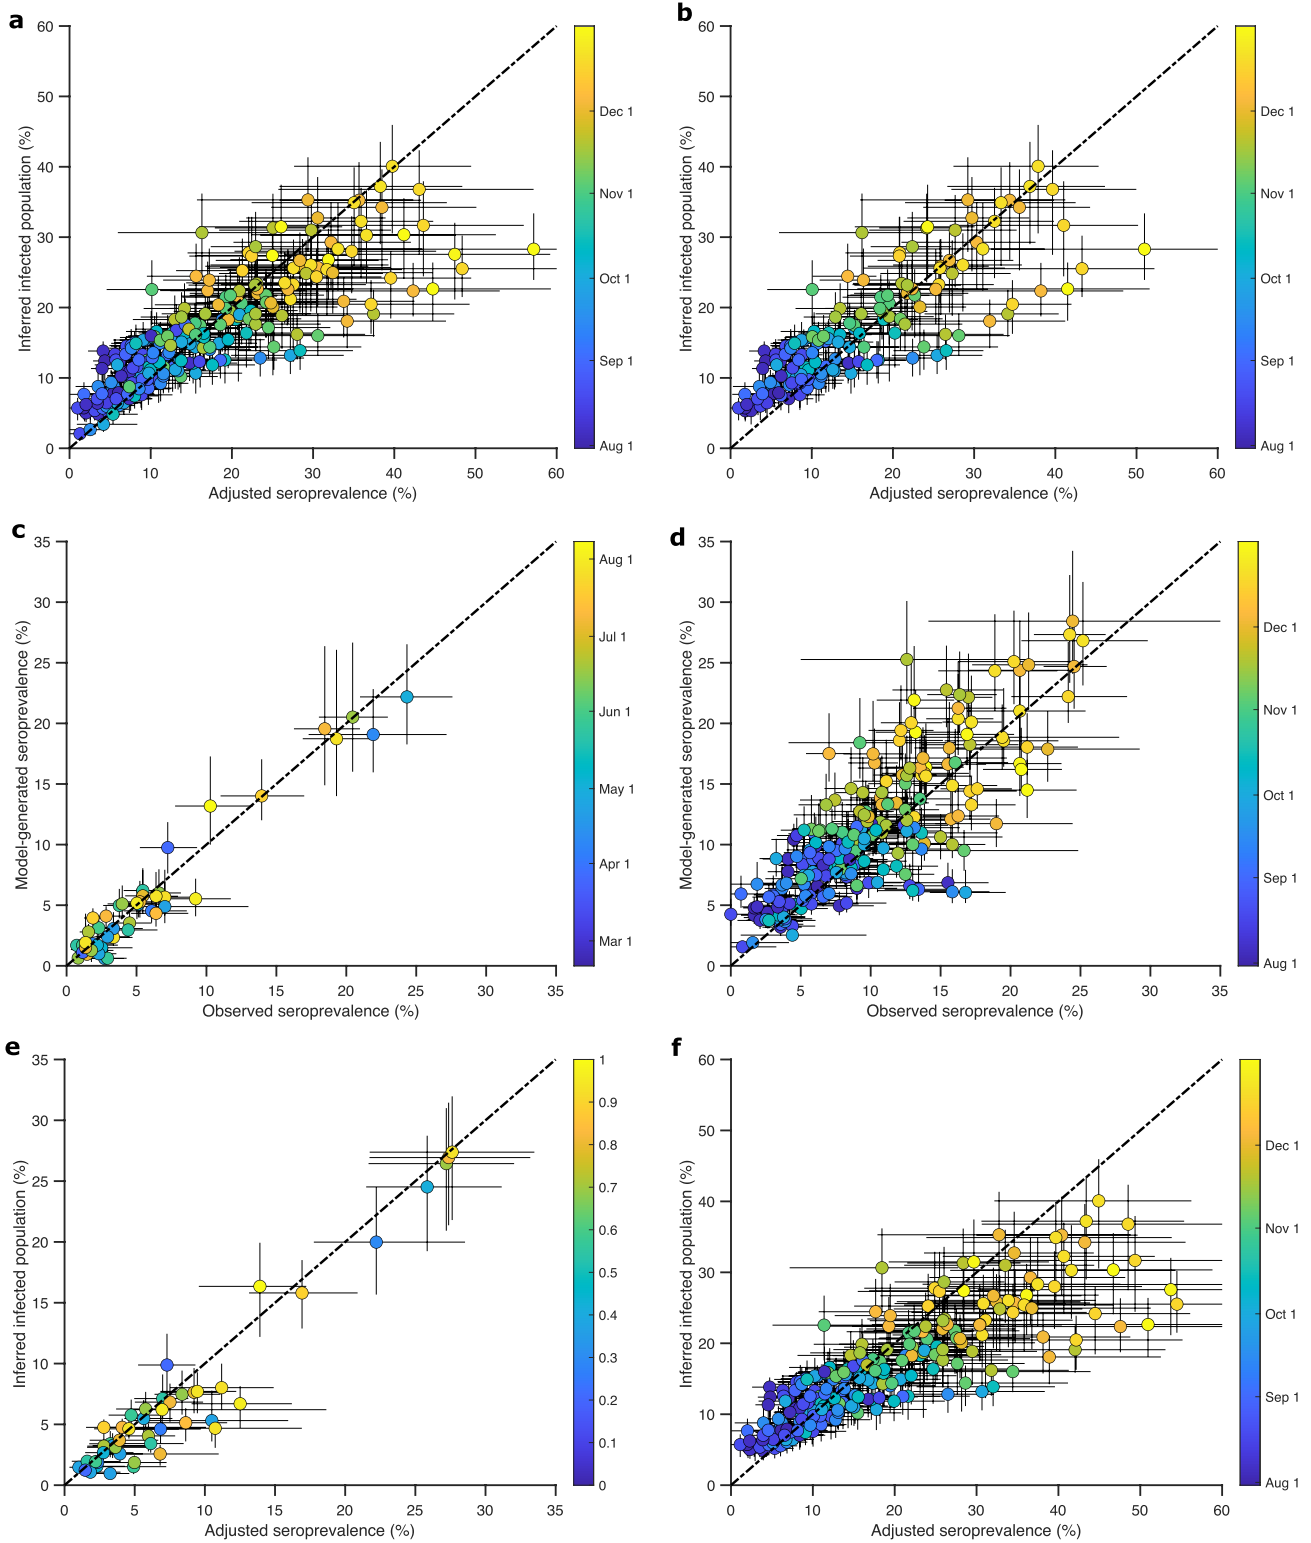 a
60
50
40
30
20
10
0
0 10 20 30 40 50 60
Inferred infected population (%)
Adjusted seroprevalence (%)
Dec 1
Nov 1
Oct 1
Sep 1
Aug 1
b
60
50
40
30
20
10
0
0 10 20 30 40 50 60
Inferred infected population (%)
Adjusted seroprevalence (%)
Dec 1
Nov 1
Oct 1
Sep 1
Aug 1
c
35
30
25
20
15
10
5
0
0 5 10 15 20 25 30 35
Model-generated seroprevalence (%)
Observed seroprevalence (%)
Aug 1
Jul 1
Jun 1
May 1
Apr 1
Mar 1
d
35
30
25
20
15
10
5
0
0 5 10 15 20 25 30 35
Model-generated seroprevalence (%)
Observed seroprevalence (%)
Dec 1
Nov 1
Oct 1
Sep 1
Aug 1
e
35
30
25
20
15
10
5
0
0 5 10 15 20 25 30 35
Inferred infected population (%)
Adjusted seroprevalence (%)
1
0.9
0.8
0.7
0.6
0.5
0.4
0.3
0.2
0.1
0
f
60
50
40
30
20
10
0
0 10 20 30 40 50 60
Inferred infected population (%)
Adjusted seroprevalence (%)
Dec 1
Nov 1
Oct 1
Sep 1
Aug 1